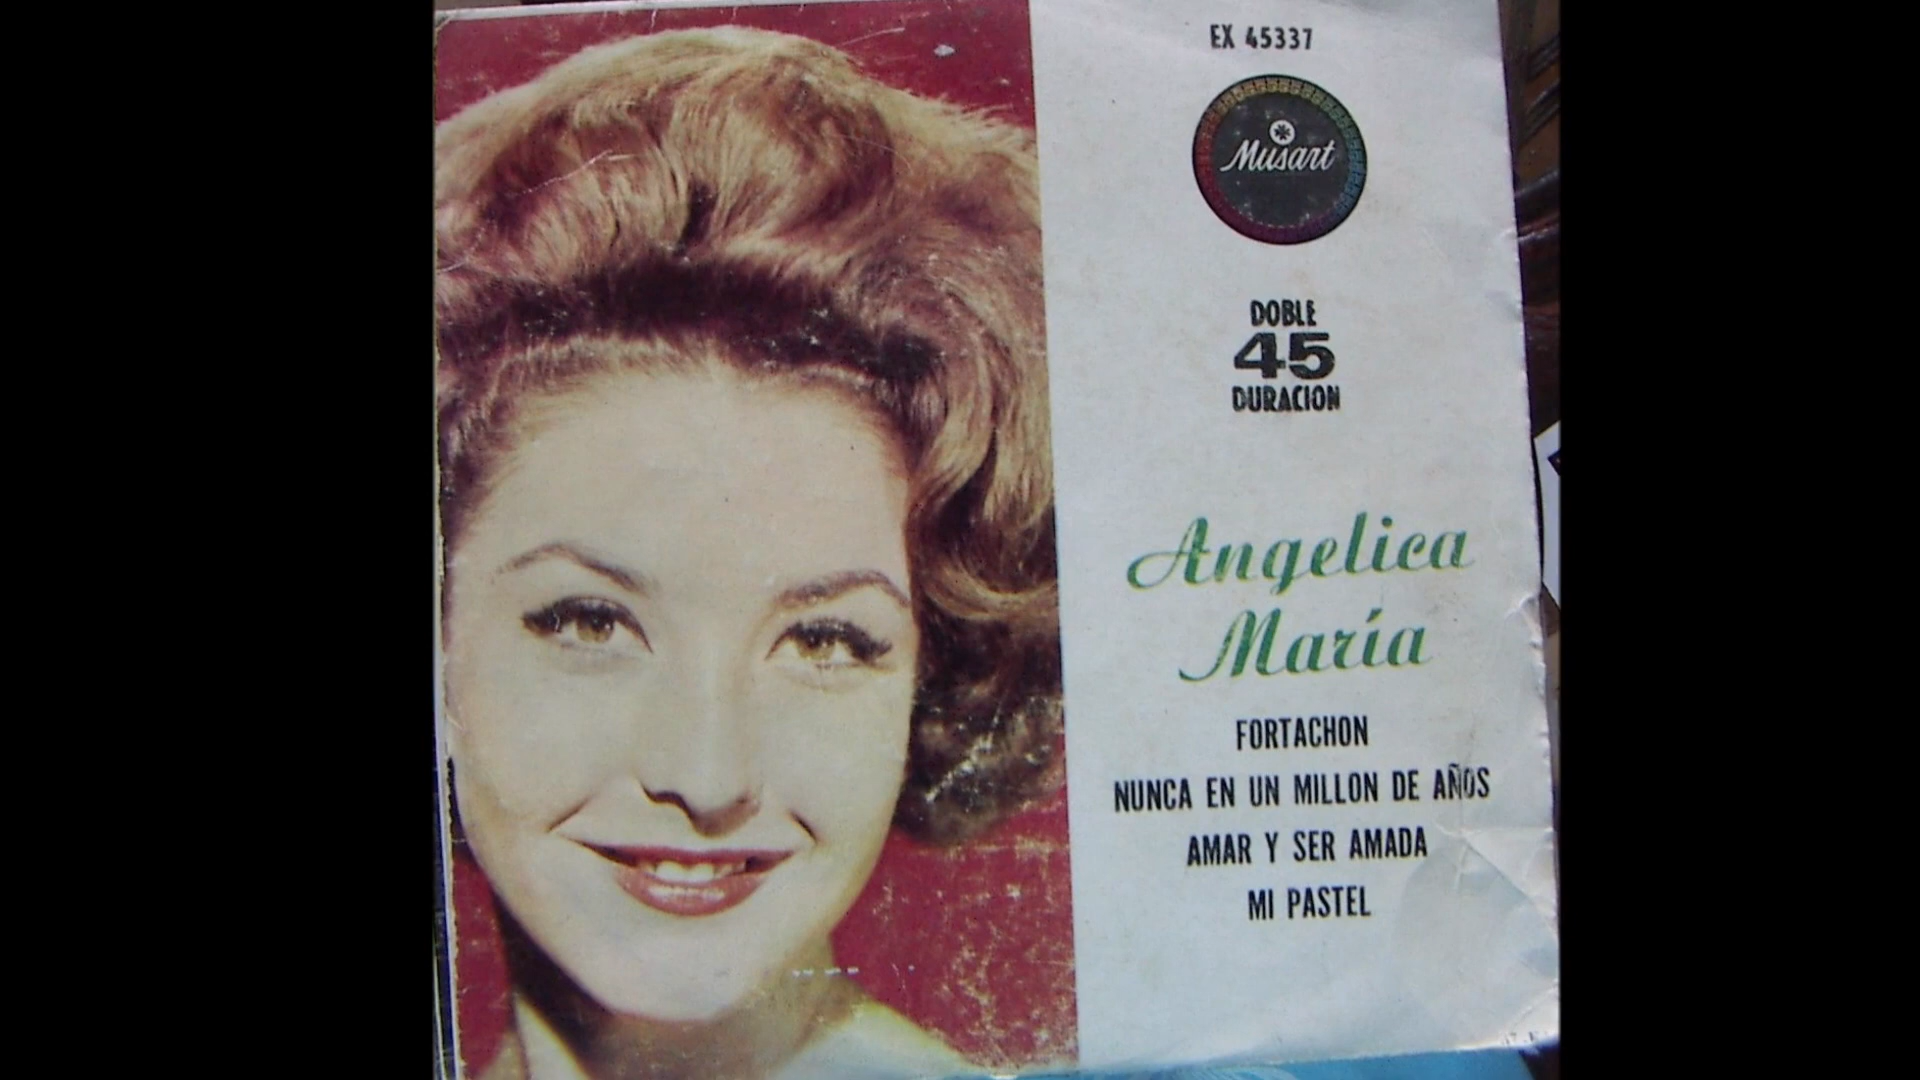 EX 45337
Musart
DOBLE
45
DURACION
Angelica
María
FORTACHON
NUNCA EN UN MILLON DE AÑOS
AMAR Y SER AMADA
MI PASTEL